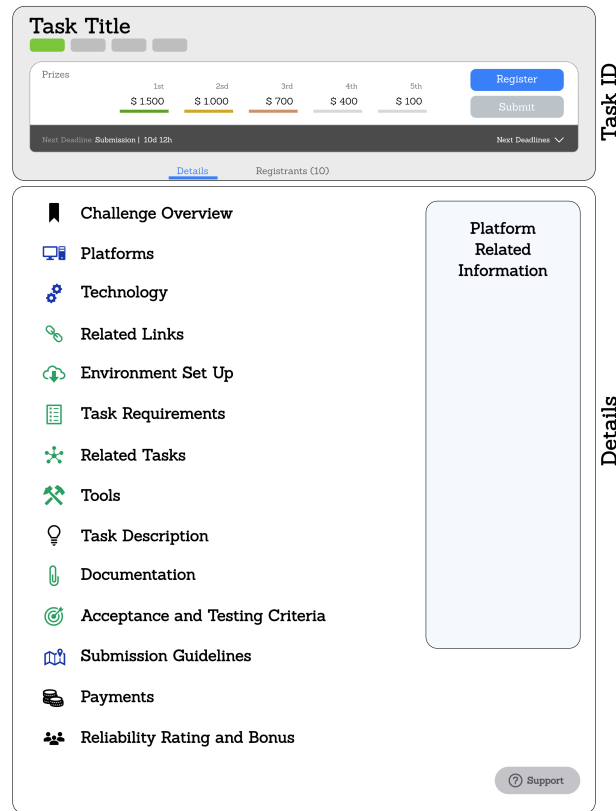 Task Title
Prizes
1st 2sd 3rd 4th 5th
$ 1.500 $ 1.000 $ 700 $ 400 $ 100
Register
Submit
Next Deadline Submission | 10d 12h
Next Deadlines
Details Registrants (10)
Task ID
Challenge Overview
Platforms
Technology
Related Links
Environment Set Up
Task Requirements
Related Tasks
Tools
Task Description
Documentation
Acceptance and Testing Criteria
Submission Guidelines
Payments
Reliability Rating and Bonus
Platform
Related
Information
Details
? Support